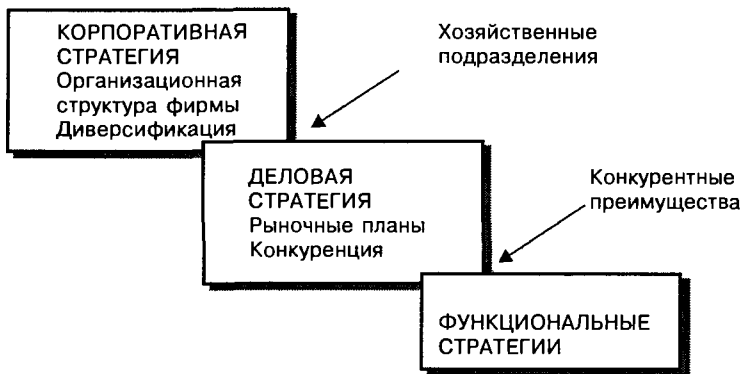 КОРПОРАТИВНАЯ
СТРАТЕГИЯ
Организационная
структура фирмы
Диверсификация
Хозяйственные
подразделения
ДЕЛОВАЯ
СТРАТЕГИЯ
Рыночные планы
Конкуренция
Конкурентные
преимущества
ФУНКЦИОНАЛЬНЫЕ
СТРАТЕГИИ